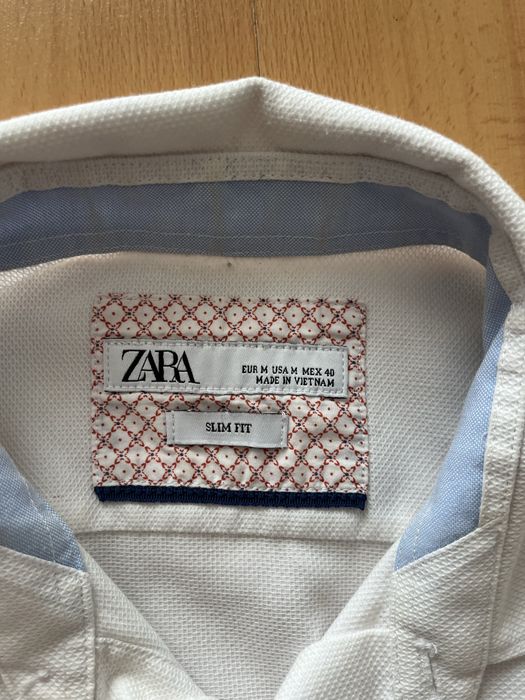 ZARA
EUR M USA M MEX 40
MADE IN VIETNAM
SLIM FIT